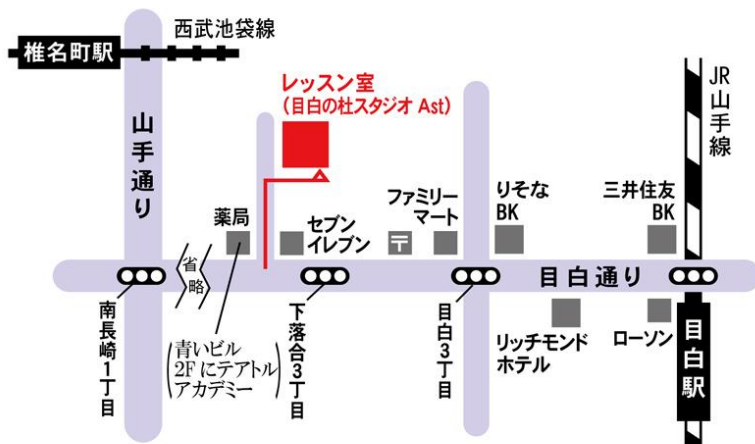 西武池袋線
椎名町駅
JR山手線
レッスン室
（目白の杜スタジオ Ast）
山手通り
薬局
セブン
イレブン
〒
ファミリー
マート
りそな
BK
三井住友
BK
省略
目白通り
南長崎1丁目
青いビル
2Fにテアトル
アカデミー
下落合3丁目
目白3丁目
リッチモンド
ホテル
ローソン
目白駅